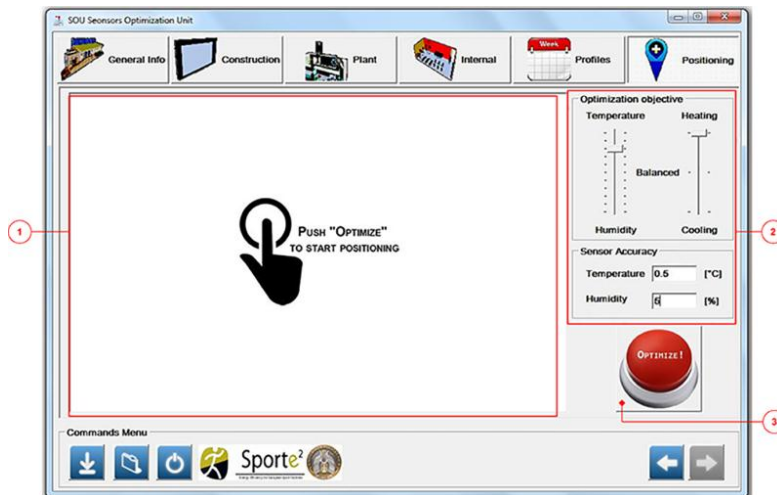 SOU Seonsors Optimization Unit
General Info
Construction
Plant
Internal
Week
Profiles
Positioning
Optimization objective
Temperature Heating
Balanced
Humidity Cooling
Sensor Accuracy
Temperature 0.5 [°C]
Humidity 5 [%]
PUSH "OPTIMIZE"
TO START POSITIONING
OPTIMIZE!
1
2
3
Commands Menu
Sporte2